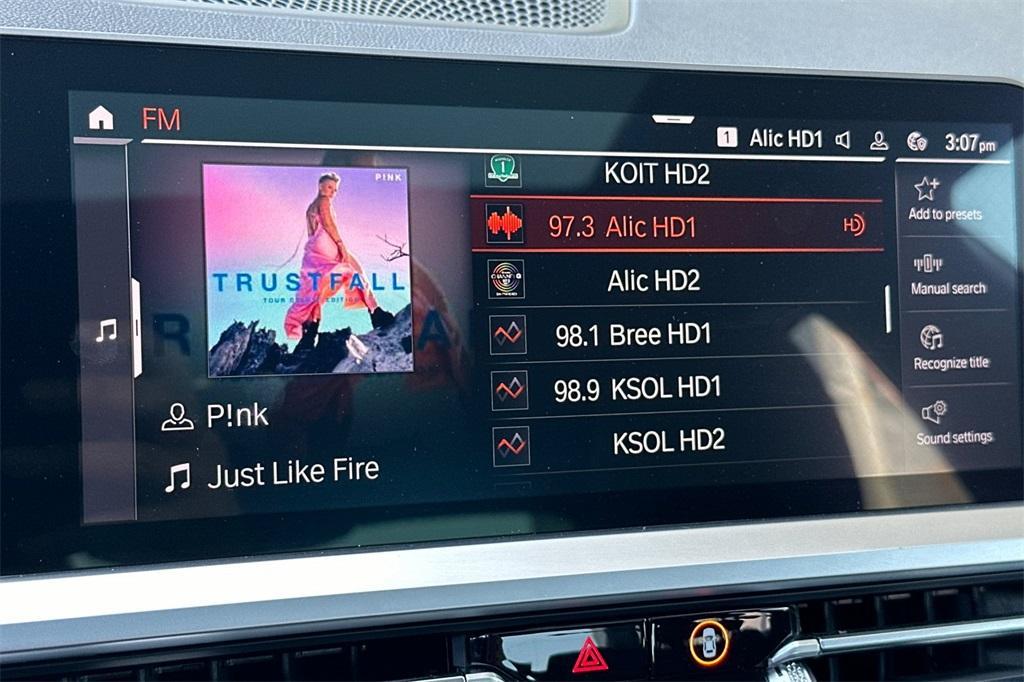 FM
1 Alic HD1 3:07pm
P!NK
TRUSTFALL
TOUR DELUXE EDITION
P!nk
Just Like Fire
1
KOIT HD2
97.3 Alic HD1 HD
Alic HD2
98.1 Bree HD1
98.9 KSOL HD1
KSOL HD2
Add to presets
Manual search
Recognize title
Sound settings